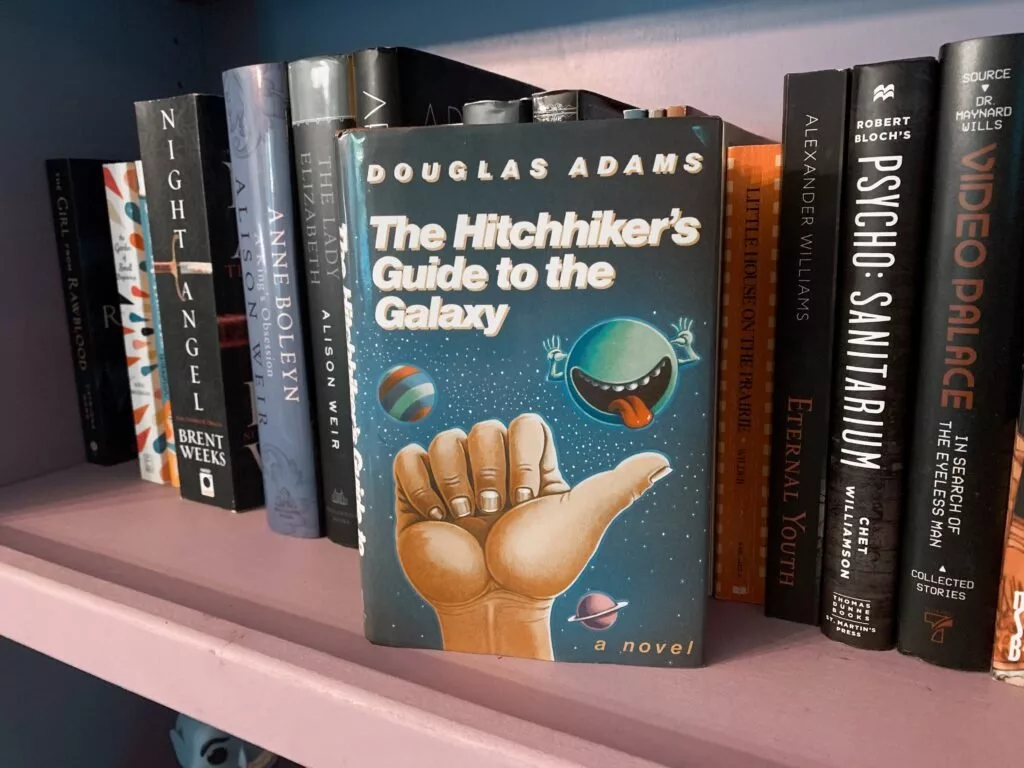 THE GIRL FROM RAWBLOOD
NIGHT ANGEL
BRENT
WEEKS
ALISON WEIR
ANNE BOLEYN
A King's Obsession
THE LADY
ELIZABETH
ALISON WEIR
DOUGLAS ADAMS
The Hitchhiker's
Guide to the
Galaxy
a novel
LITTLE HOUSE ON THE PRAIRIE
WILDER
ALEXANDER WILLIAMS
ETERNAL YOUTH
ROBERT
BLOCH'S
PSYCHO: SANITARIUM
CHET
WILLIAMSON
THOMAS
DUNNE
BOOKS
ST. MARTIN'S
PRESS
SOURCE
DR.
MAYNARD
WILLS
VIDEO PALACE
IN SEARCH OF
THE EYELESS MAN
COLLECTED
STORIES